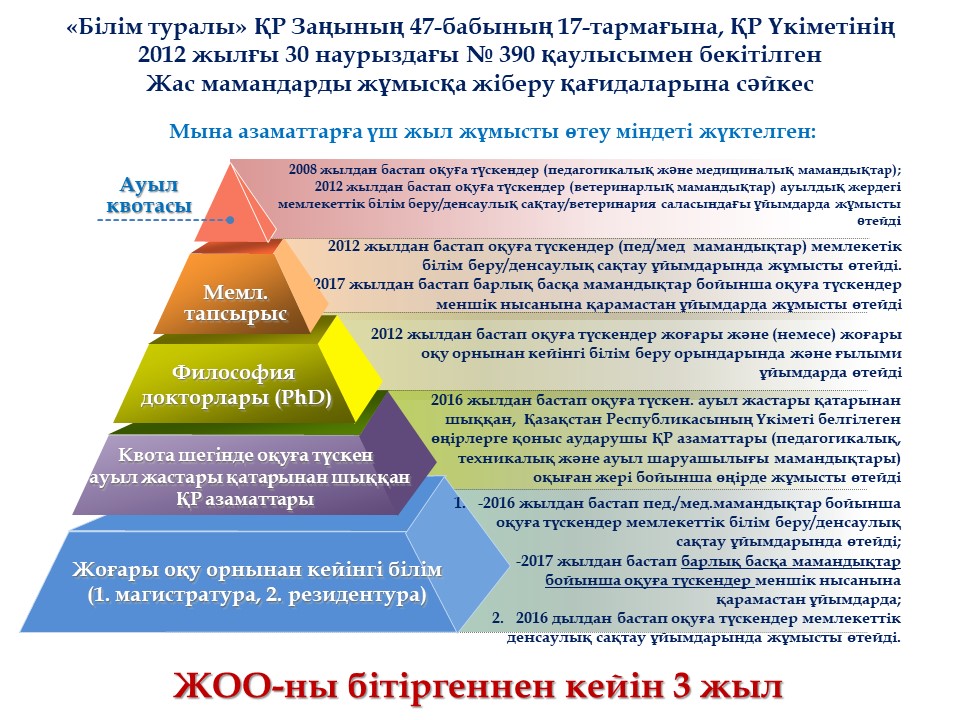 «Білім туралы» ҚР Заңының 47-бабының 17-тармағына, ҚР Үкіметінің
2012 жылғы 30 наурыздағы № 390 қаулысымен бекітілген
Жас мамандарды жұмысқа жіберу қағидаларына сәйкес
Мына азаматтарға үш жыл жұмысты өтеу міндеті жүктелген:
Ауыл
квотасы
2008 жылдан бастап оқуға түскендер (педагогикалық және медициналық мамандықтар);
2012 жылдан бастап оқуға түскендер (ветеринарлық мамандықтар) ауылдық жердегі
мемлекеттік білім беру/денсаулық сақтау/ветеринария саласындағы ұйымдарда жұмысты
өтейді
Мемл.
тапсырыс
2012 жылдан бастап оқуға түскендер (пед/мед мамандықтар) мемлекетік
білім беру/денсаулық сақтау ұйымдарында жұмысты өтейді.
2017 жылдан бастап барлық басқа мамандықтар бойынша оқуға түскендер
меншік нысанына қарамастан ұйымдарда жұмысты өтейді
Философия
докторлары (PhD)
2012 жылдан бастап оқуға түскендер жоғары және (немесе) жоғары
оқу орнынан кейінгі білім беру орындарында және ғылыми
ұйымдарда өтейді
Квота шегінде оқуға түскен
ауыл жастары қатарынан шыққан
ҚР азаматтары
2016 жылдан бастап оқуға түскен. ауыл жастары қатарынан
шыққан, Қазақстан Республикасының Үкіметі белгілеген
өңірлерге қоныс аударушы ҚР азаматтары (педагогикалық,
техникалық және ауыл шаруашылығы мамандықтары)
оқыған жері бойынша өңірде жұмысты өтейді
Жоғары оқу орнынан кейінгі білім
(1. магистратура, 2. резидентура)
1. -2016 жылдан бастап пед./мед.мамандықтар бойынша
оқуға түскендер мемлекеттік білім беру/денсаулық
сақтау ұйымдарында өтейді;
-2017 жылдан бастап барлық басқа мамандықтар
бойынша оқуға түскендер меншік нысанына
қарамастан ұйымдарда;
2. 2016 дылдан бастап оқуға түскендер мемлекеттік
денсаулық сақтау ұйымдарында жұмысты өтейді.
ЖОО-ны бітіргеннен кейін 3 жыл